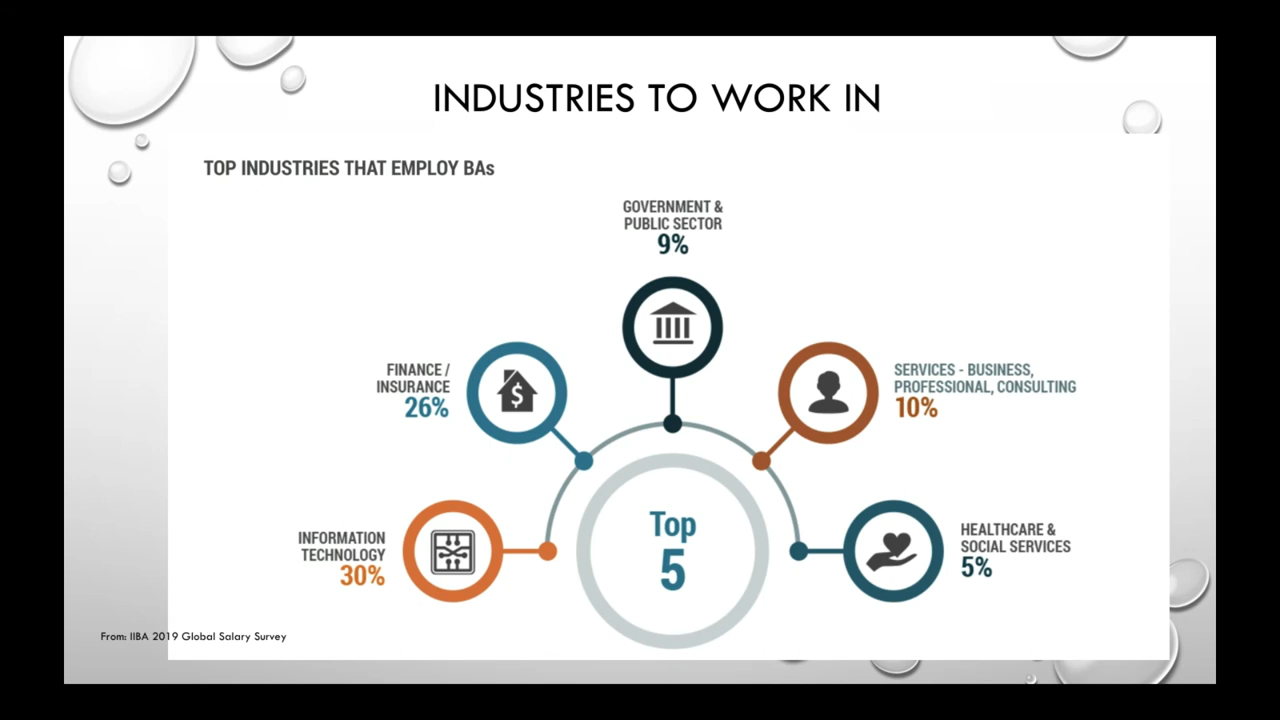 INDUSTRIES TO WORK IN
TOP INDUSTRIES THAT EMPLOY BAs
GOVERNMENT &
PUBLIC SECTOR
9%
FINANCE /
INSURANCE
26%
SERVICES - BUSINESS,
PROFESSIONAL, CONSULTING
10%
INFORMATION
TECHNOLOGY
30%
Top
5
HEALTHCARE &
SOCIAL SERVICES
5%
From: IIBA 2019 Global Salary Survey